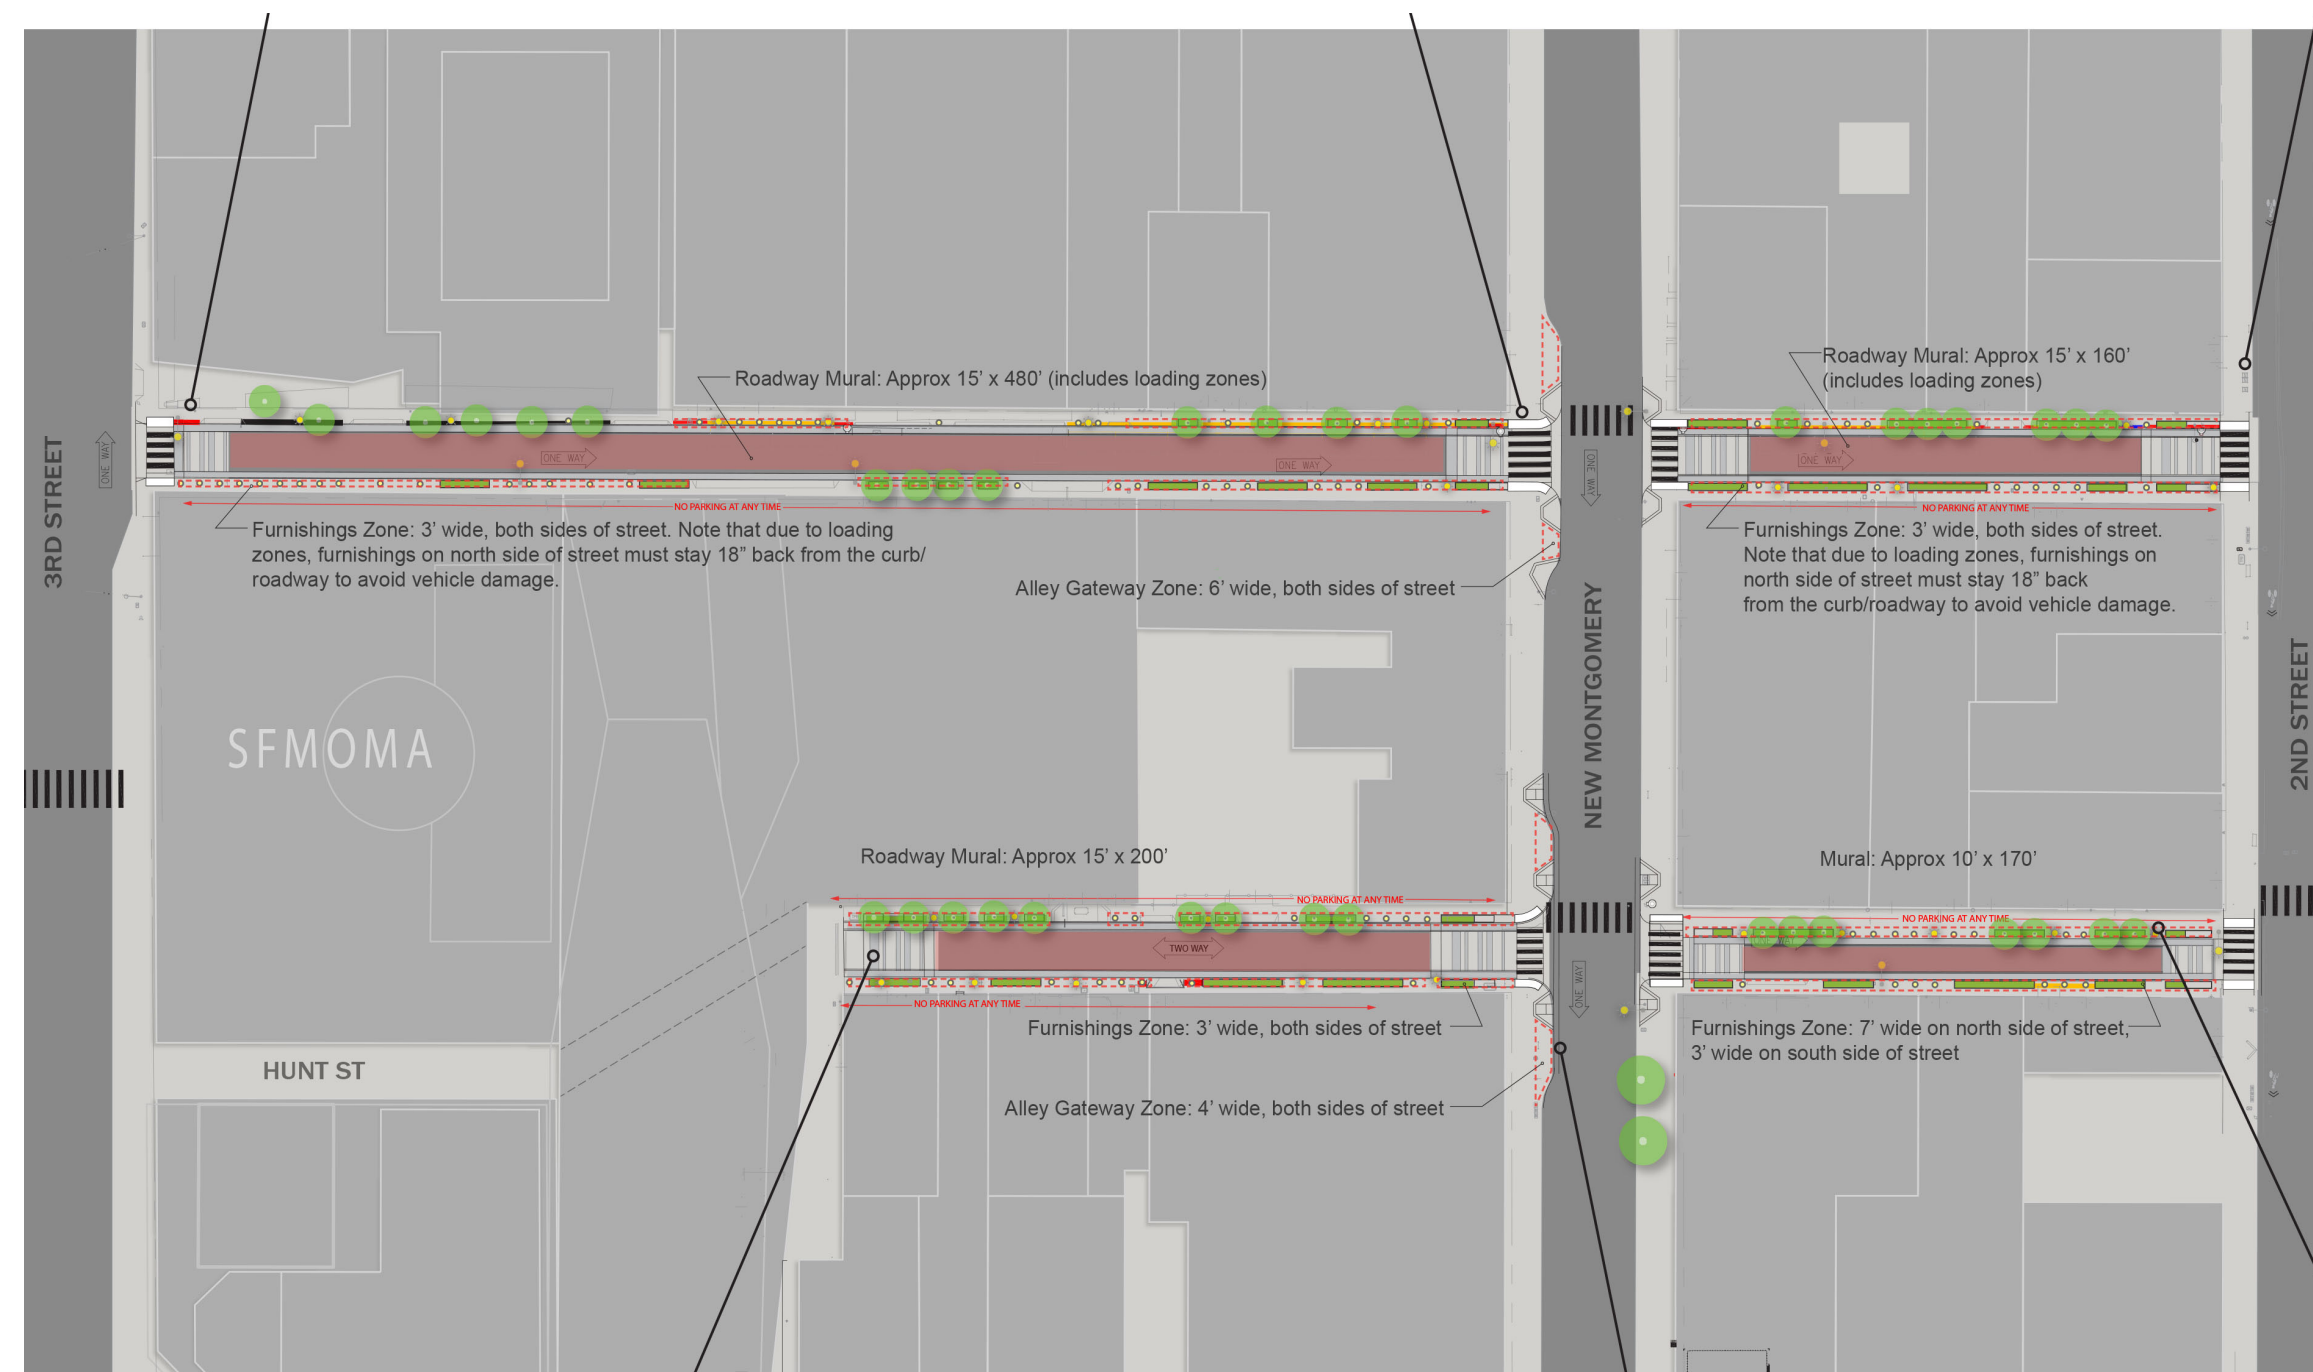 Roadway Mural: Approx 15’ x 160’
(includes loading zones)
Roadway Mural: Approx 15’ x 480’ (includes loading zones)
3RD STREET
ONE WAY
ONE WAY
ONE WAY
ONE WAY
ONE WAY
NO PARKING AT ANY TIME
NO PARKING AT ANY TIME
Furnishings Zone: 3’ wide, both sides of street. Note that due to loading
zones, furnishings on north side of street must stay 18” back from the curb/
roadway to avoid vehicle damage.
Furnishings Zone: 3’ wide, both sides of street.
Note that due to loading zones, furnishings on
north side of street must stay 18” back
from the curb/roadway to avoid vehicle damage.
Alley Gateway Zone: 6’ wide, both sides of street
NEW MONTGOMERY
2ND STREET
SFMOMA
Roadway Mural: Approx 15’ x 200’
Mural: Approx 10’ x 170’
NO PARKING AT ANY TIME
NO PARKING AT ANY TIME
TWO WAY
ONE WAY
ONE WAY
NO PARKING AT ANY TIME
Furnishings Zone: 3’ wide, both sides of street
Furnishings Zone: 7’ wide on north side of street,
3’ wide on south side of street
HUNT ST
Alley Gateway Zone: 4’ wide, both sides of street